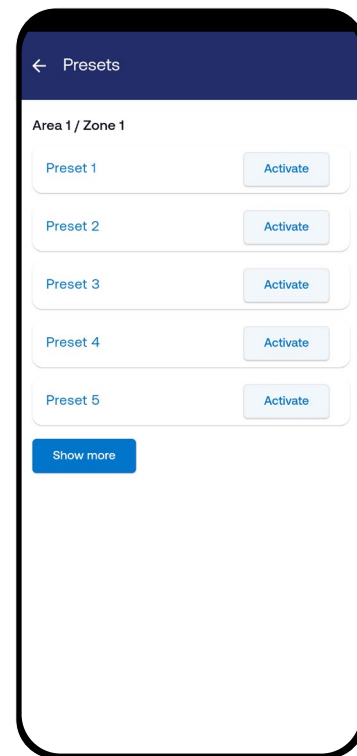 Presets
Area 1 / Zone 1
Preset 1 Activate
Preset 2 Activate
Preset 3 Activate
Preset 4 Activate
Preset 5 Activate
Show more